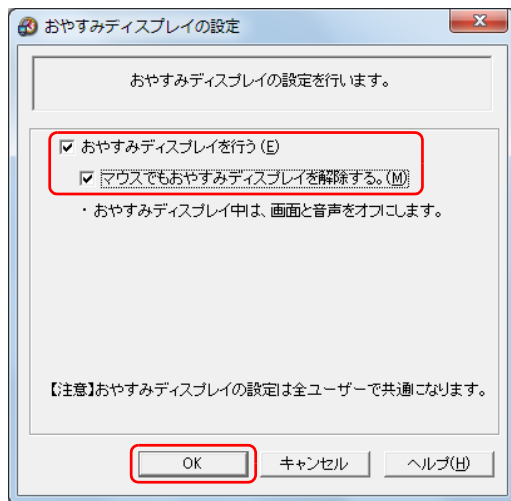 おやすみディスプレイの設定
おやすみディスプレイの設定を行います。
おやすみディスプレイを行う(E)
マウスでもおやすみディスプレイを解除する。(M)
・おやすみディスプレイ中は、画面と音声をオフにします。
【注意】おやすみディスプレイの設定は全ユーザーで共通になります。
OK キャンセル ヘルプ(H)